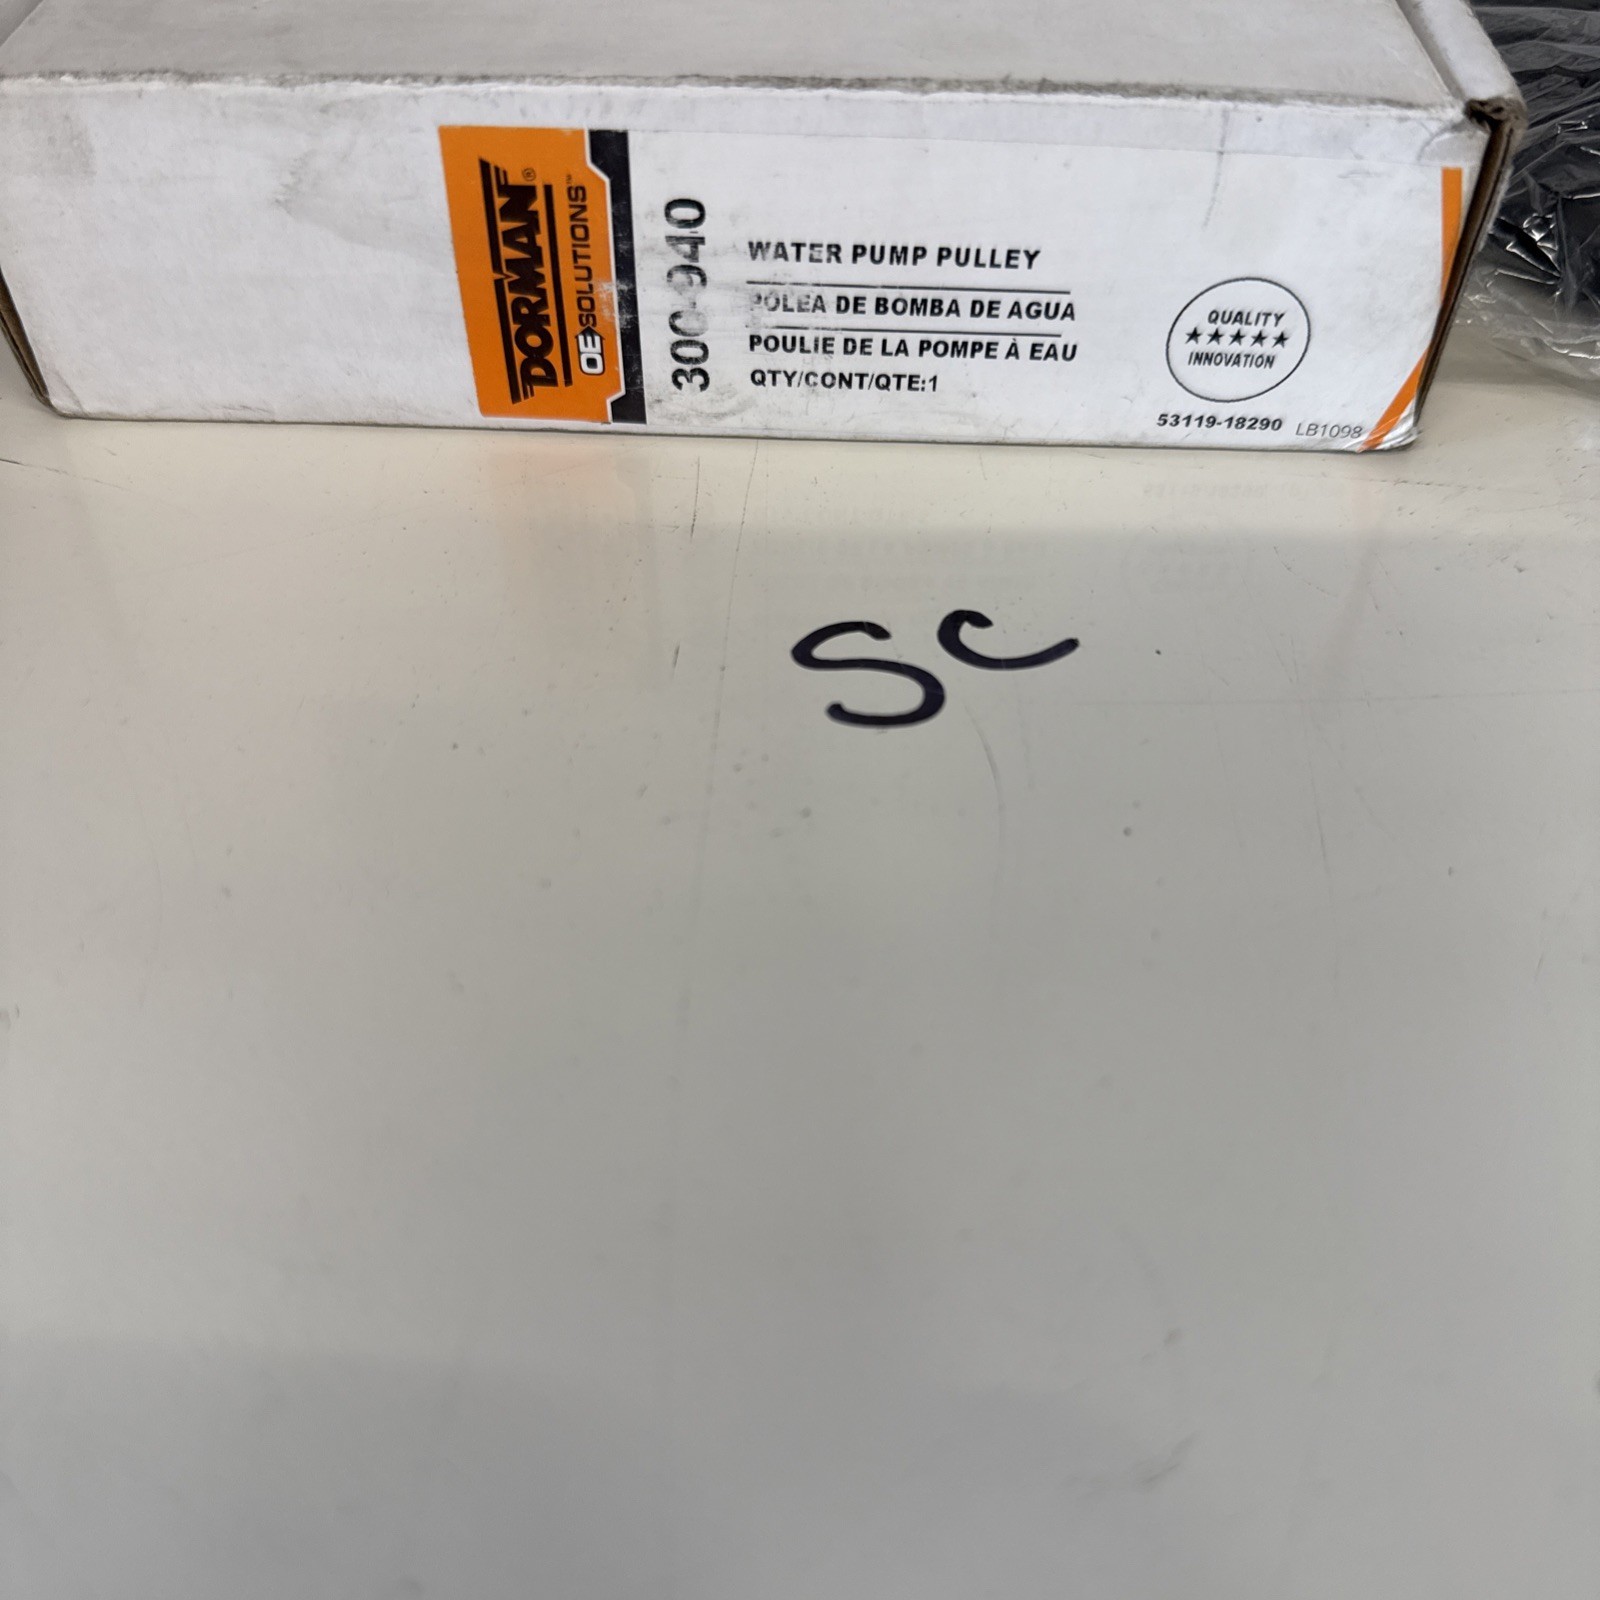 DORMAN®
OE SOLUTIONS™
300-940
WATER PUMP PULLEY
POLEA DE BOMBA DE AGUA
POULIE DE LA POMPE À EAU
QTY/CONT/QTE:1
QUALITY
★★★★★
INNOVATION
53119-18290 LB1098
SC